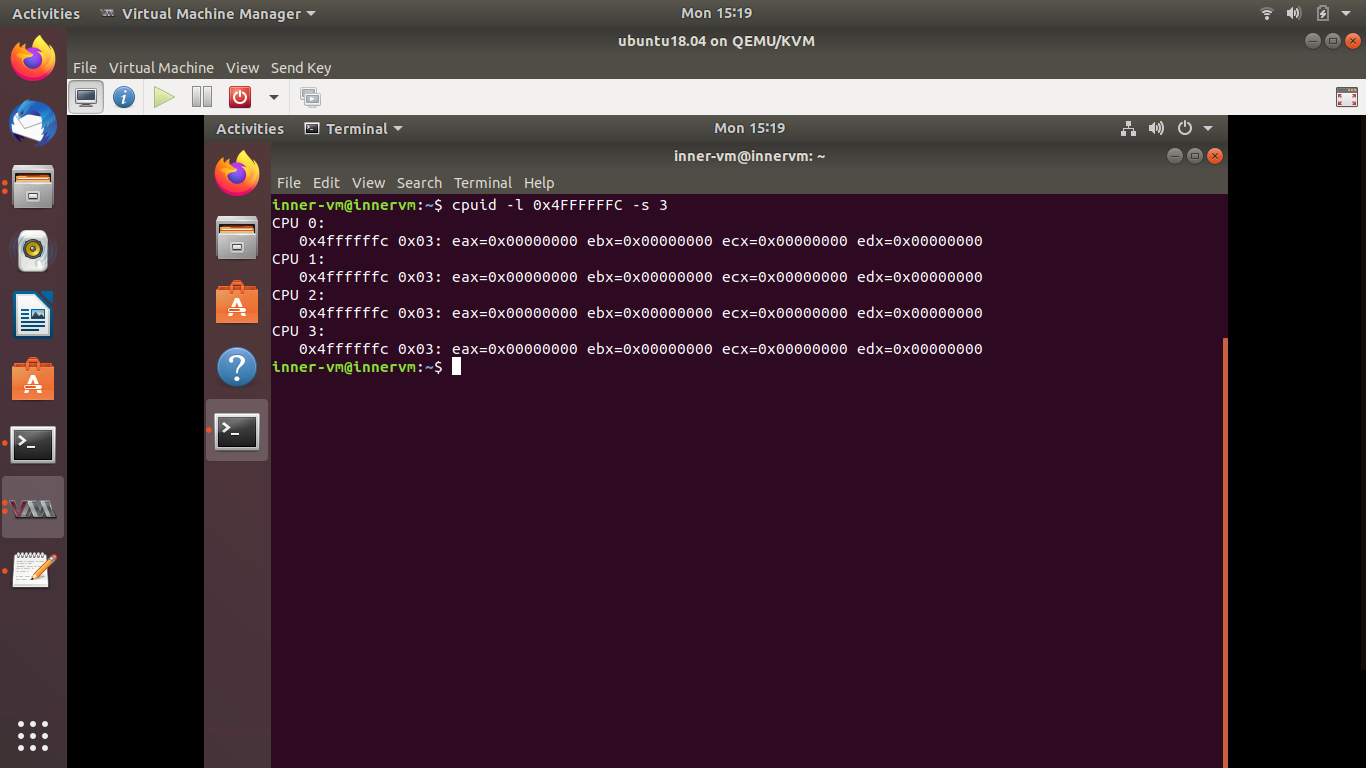 Activities Virtual Machine Manager Mon 15:19
ubuntu18.04 on QEMU/KVM
File Virtual Machine View Send Key
Activities Terminal Mon 15:19
inner-vm@innervm: ~
File Edit View Search Terminal Help
inner-vm@innervm:~$ cpuid -l 0x4FFFFFFC -s 3
CPU 0:
0x4ffffffc 0x03: eax=0x00000000 ebx=0x00000000 ecx=0x00000000 edx=0x00000000
CPU 1:
0x4ffffffc 0x03: eax=0x00000000 ebx=0x00000000 ecx=0x00000000 edx=0x00000000
CPU 2:
0x4ffffffc 0x03: eax=0x00000000 ebx=0x00000000 ecx=0x00000000 edx=0x00000000
CPU 3:
0x4ffffffc 0x03: eax=0x00000000 ebx=0x00000000 ecx=0x00000000 edx=0x00000000
inner-vm@innervm:~$